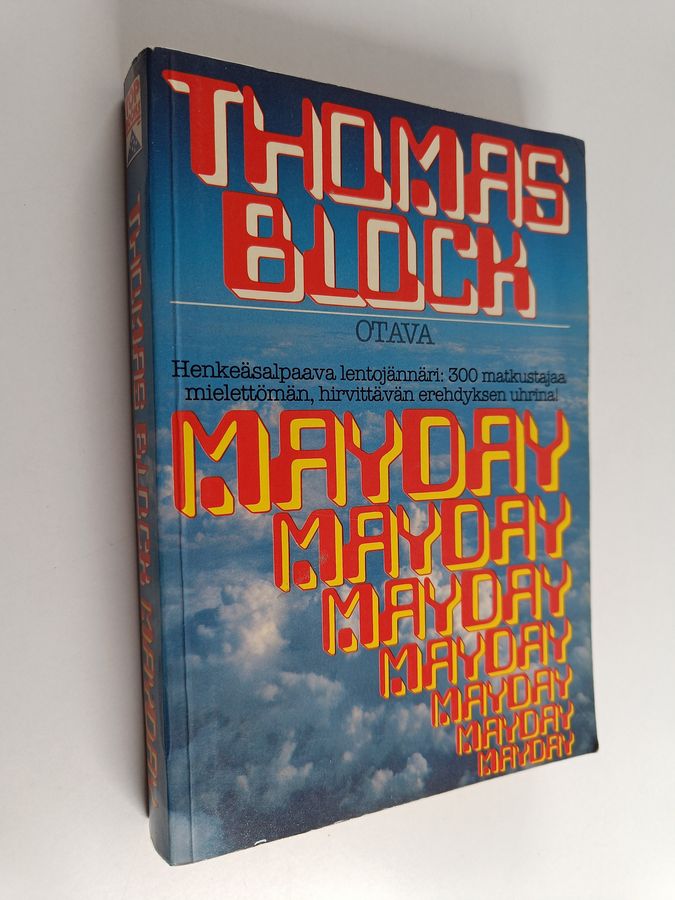 THOMAS
BLOCK
OTAVA
Henkeäsalpaava lentojännäri: 300 matkustajaa
mielettömän, hirvittävän erehdyksen uhrina!
MAYDAY
MAYDAY
MAYDAY
MAYDAY
MAYDAY
MAYDAY
MAYDAY
THOMAS BLOCK MAYDAY